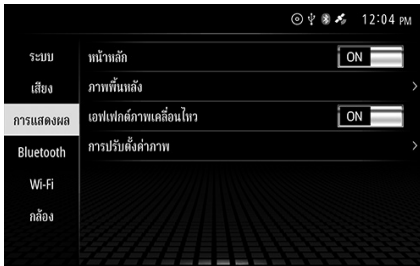 12:04 PM
ระบบ
เสียง
การแสดงผล
Bluetooth
Wi-Fi
กล้อง
หน้าหลัก
ON
ภาพพื้นหลัง
เอฟเฟกต์ภาพเคลื่อนไหว
ON
การปรับตั้งค่าภาพ